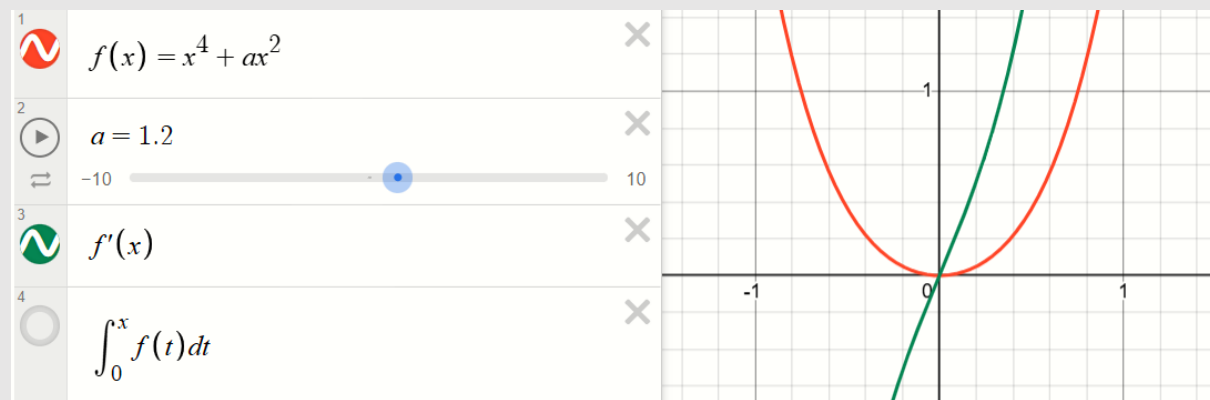 1
f(x) = x⁴ + ax²
2
a = 1.2
−10
10
3
f′(x)
4
∫₀ˣ f(t)dt
1
-1
0
1